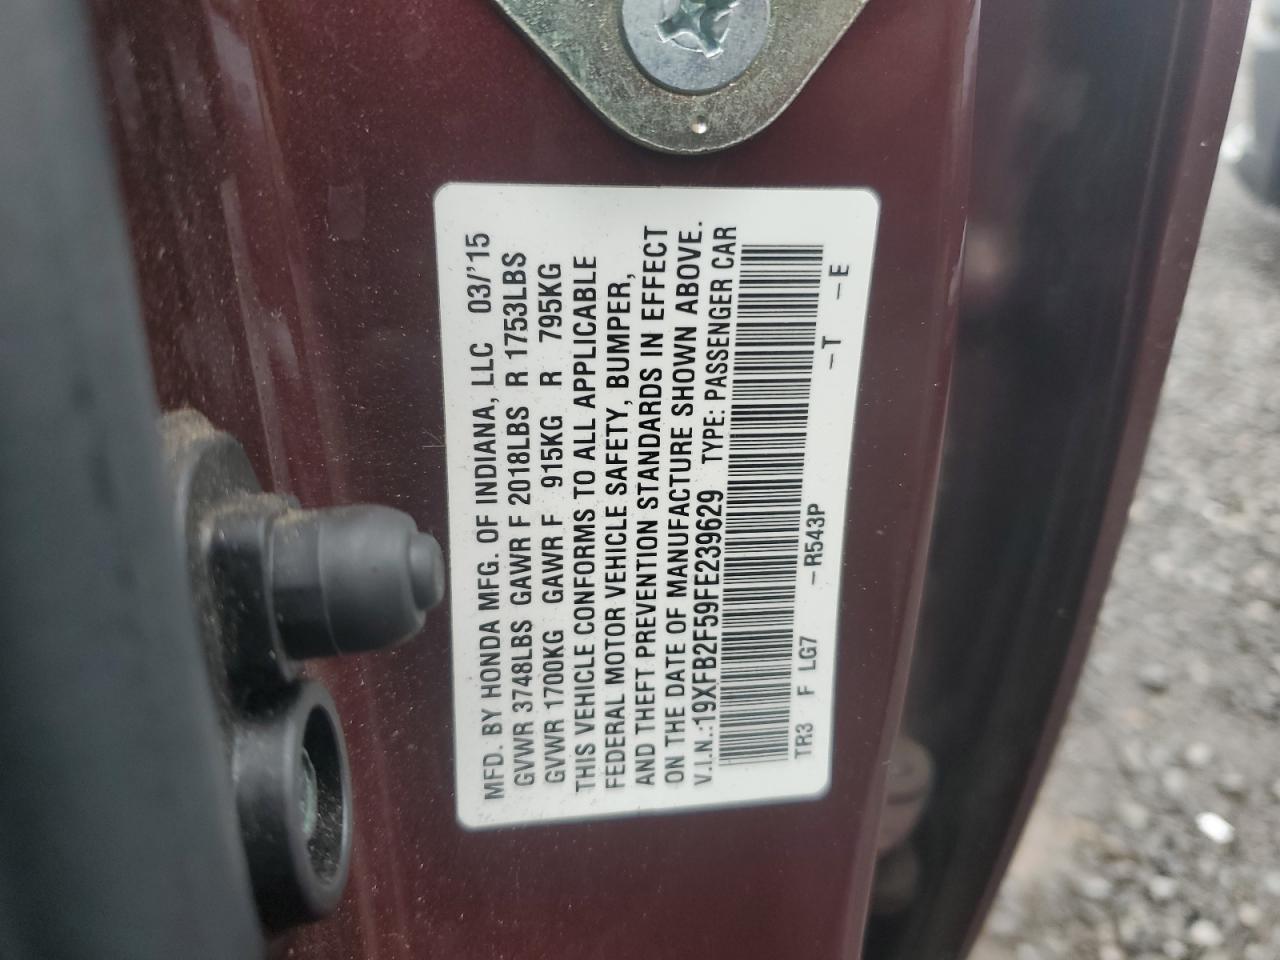 MFD. BY HONDA MFG. OF INDIANA, LLC 03/'15
GVWR 3748LBS GAWR F 2018LBS R 1753LBS
GVWR 1700KG GAWR F 915KG R 795KG
THIS VEHICLE CONFORMS TO ALL APPLICABLE
FEDERAL MOTOR VEHICLE SAFETY, BUMPER,
AND THEFT PREVENTION STANDARDS IN EFFECT
ON THE DATE OF MANUFACTURE SHOWN ABOVE.
V.I.N.:19XFB2F59FE239629 TYPE: PASSENGER CAR
TR3 F LG7 -R543P -T -E